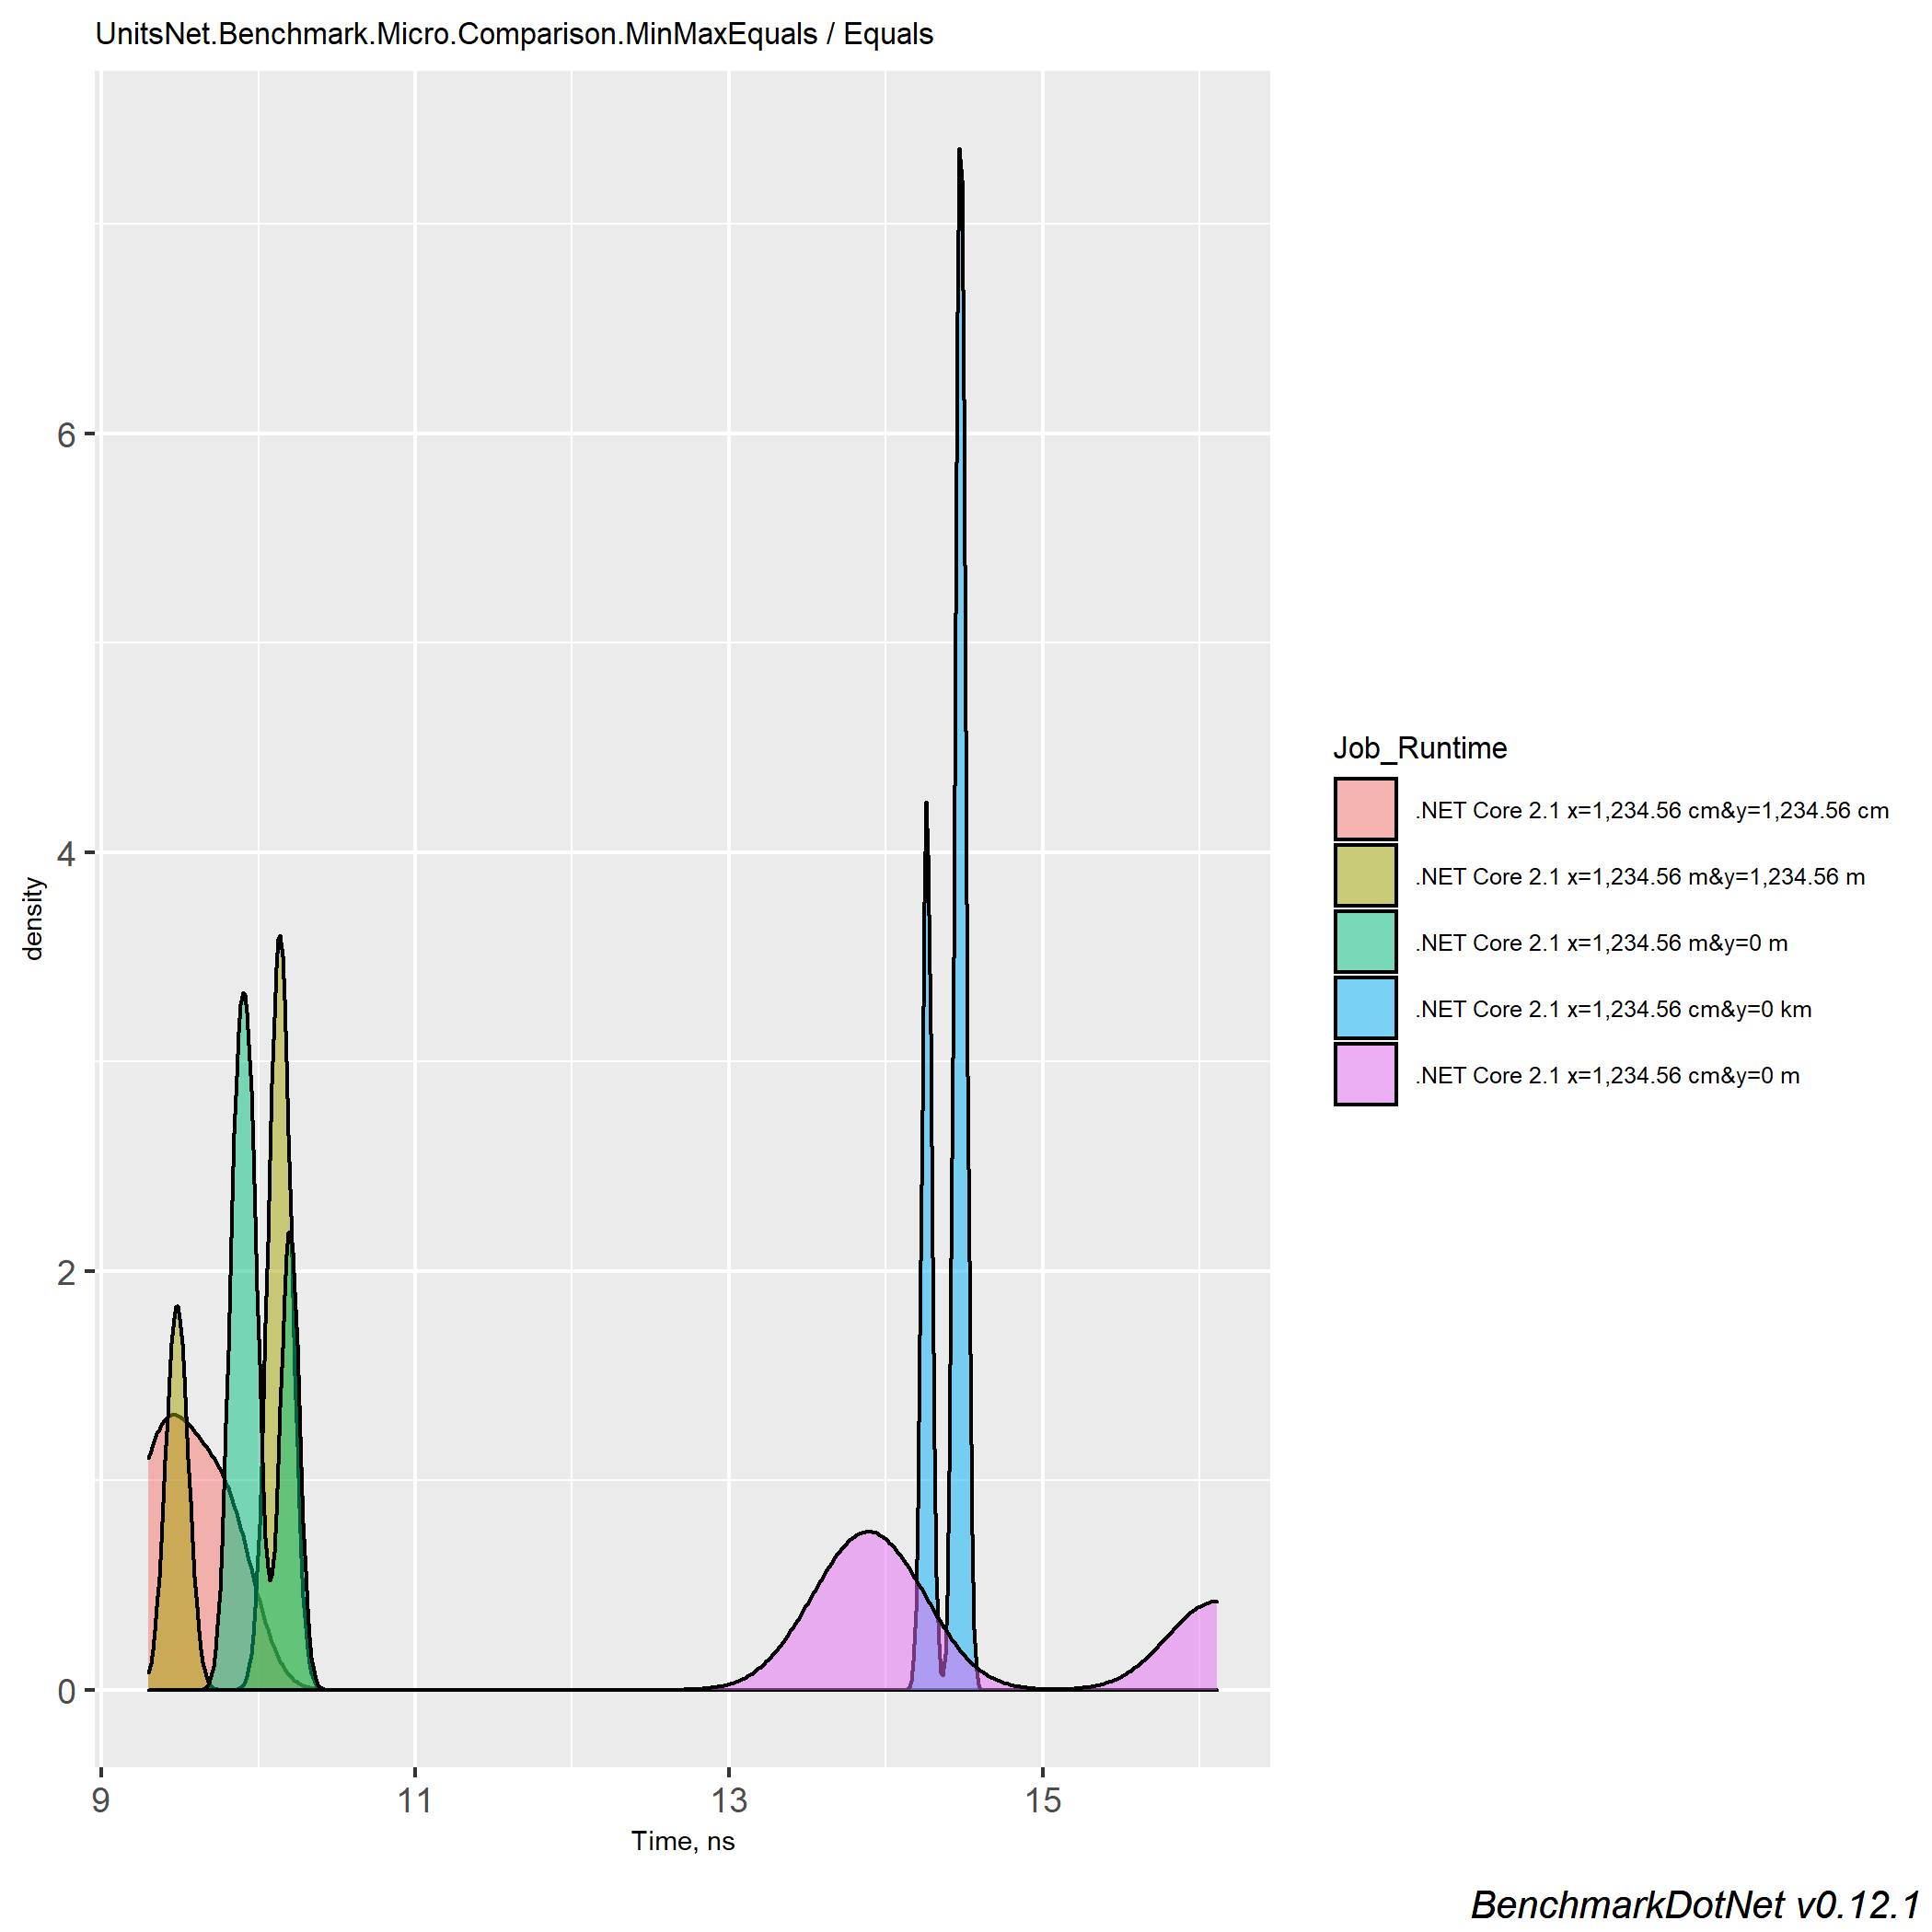 UnitsNet.Benchmark.Micro.Comparison.MinMaxEquals / Equals
6
4
2
0
density
9 11 13 15
Time, ns
Job_Runtime
.NET Core 2.1 x=1,234.56 cm&y=1,234.56 cm
.NET Core 2.1 x=1,234.56 m&y=1,234.56 m
.NET Core 2.1 x=1,234.56 m&y=0 m
.NET Core 2.1 x=1,234.56 cm&y=0 km
.NET Core 2.1 x=1,234.56 cm&y=0 m
BenchmarkDotNet v0.12.1